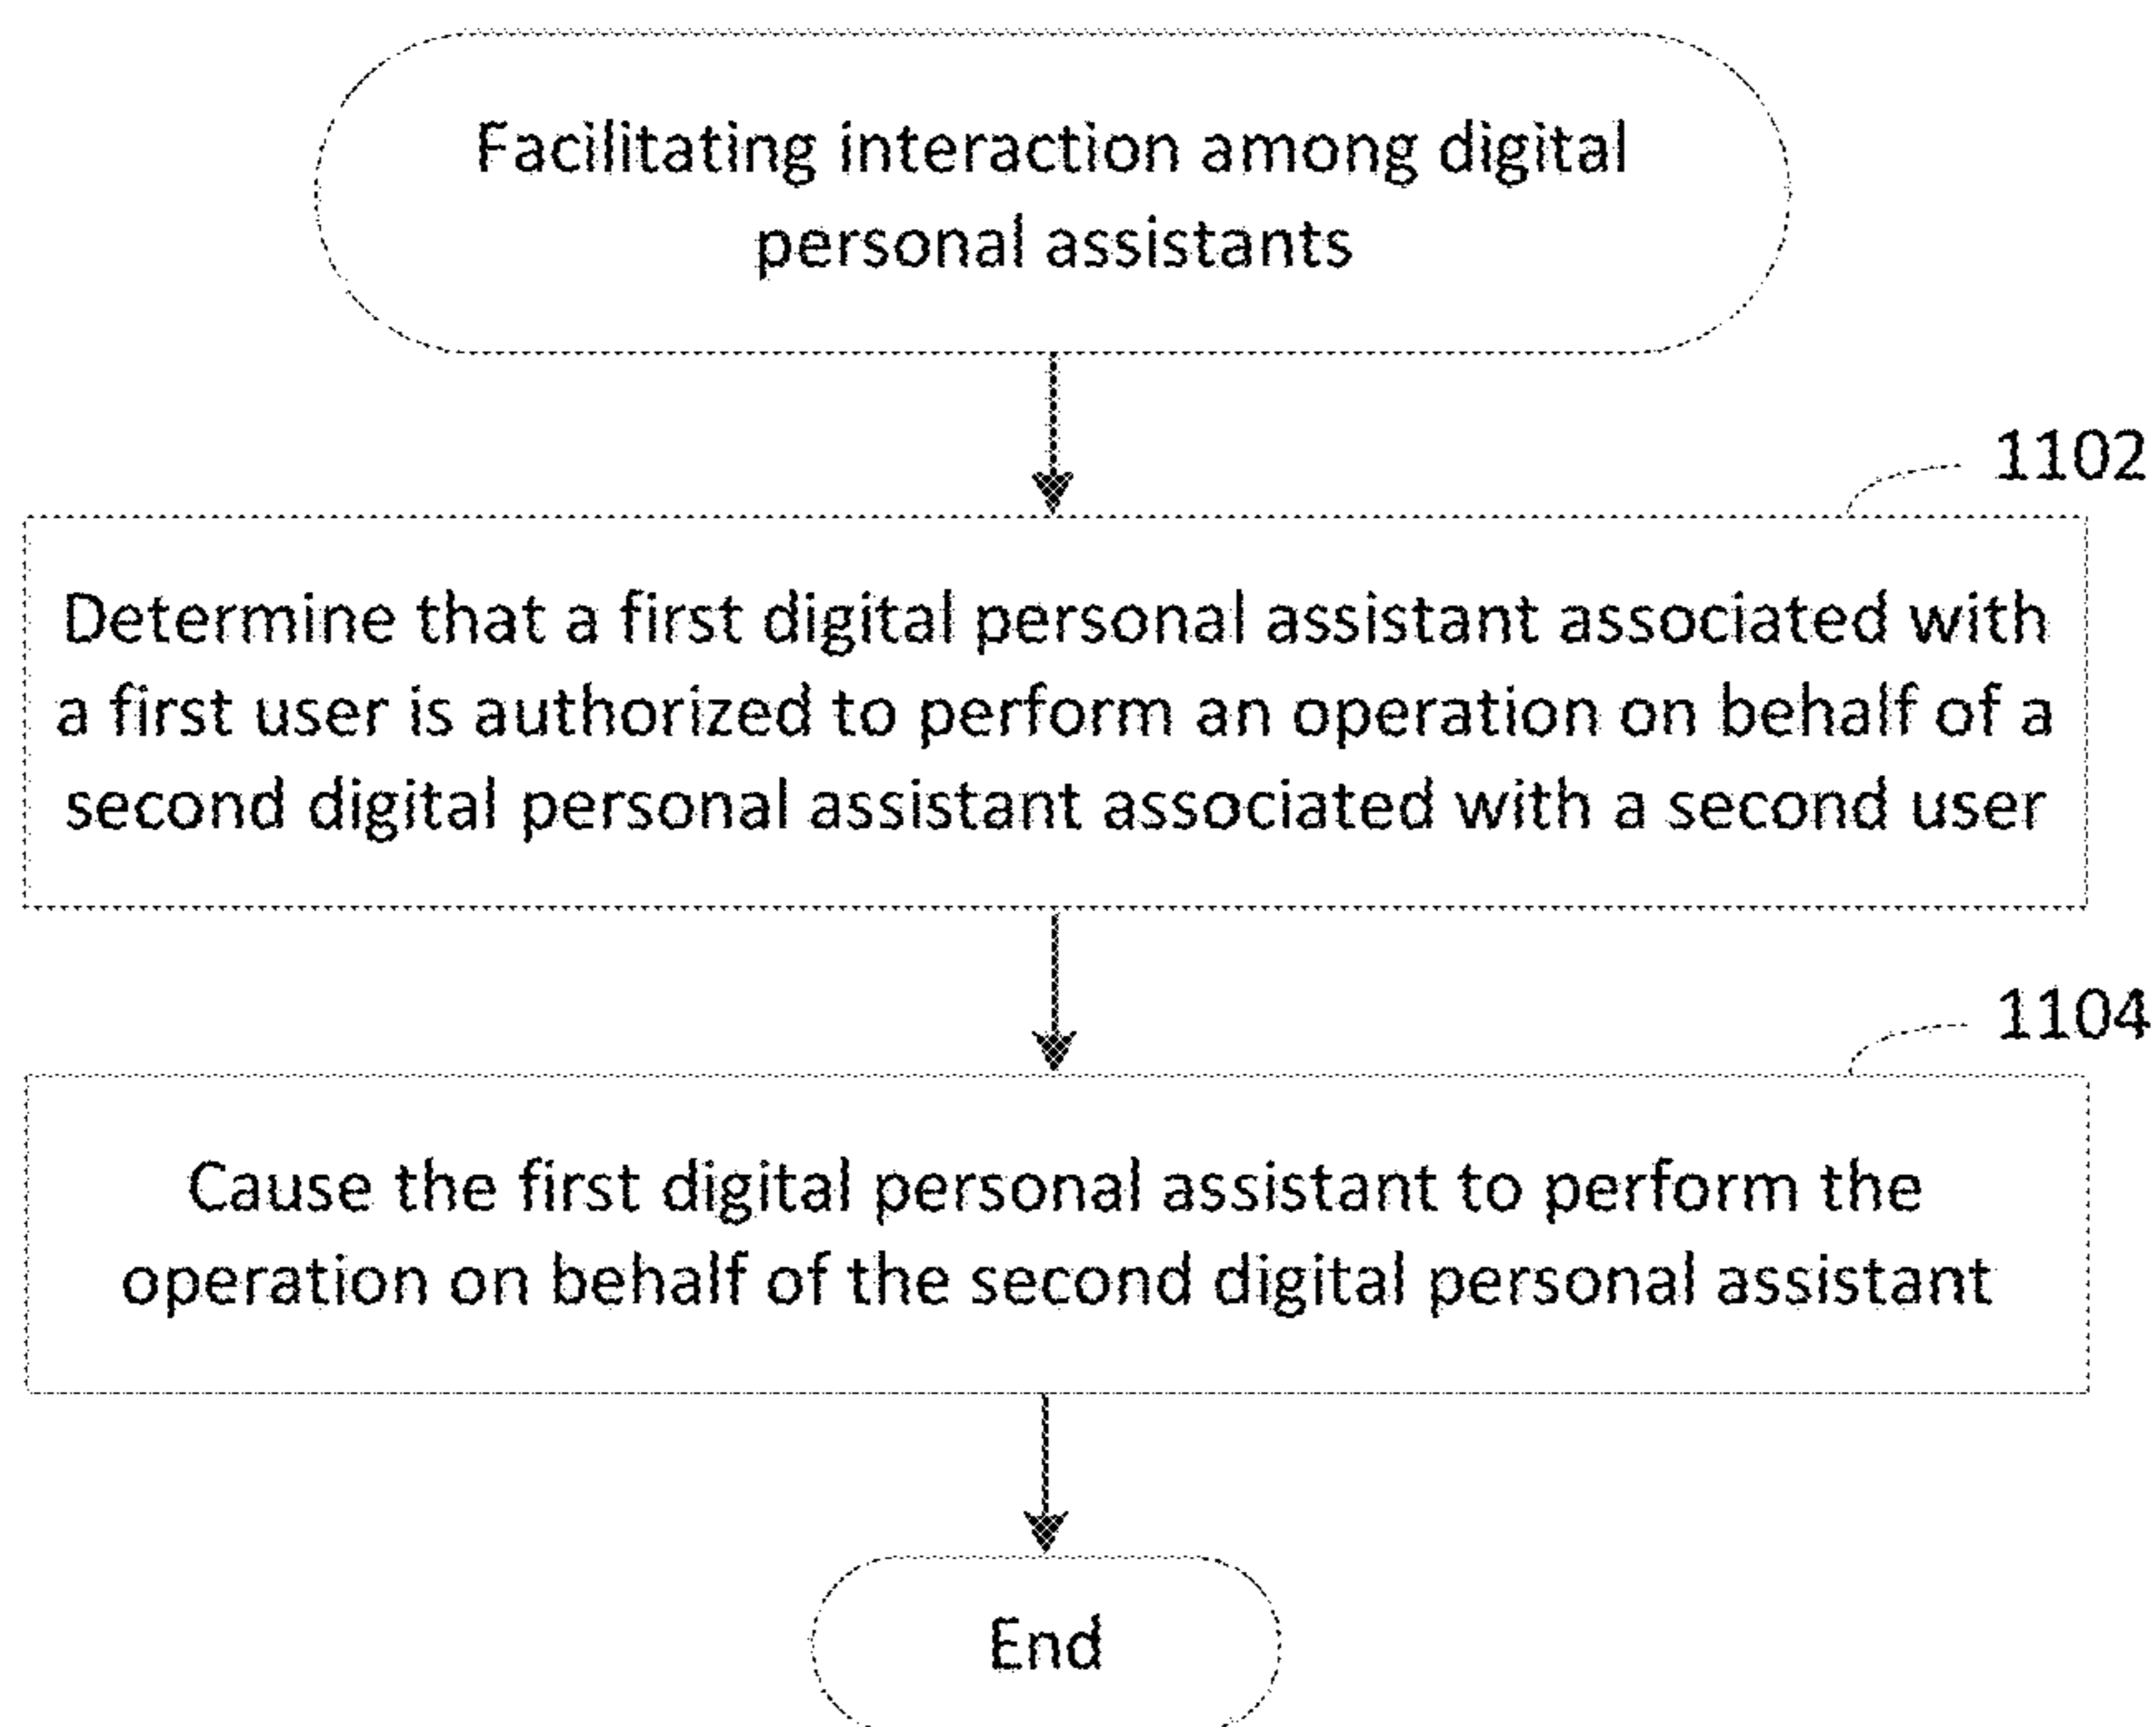 Facilitating interaction among digital
personal assistants
1102
Determine that a first digital personal assistant associated with
a first user is authorized to perform an operation on behalf of a
second digital personal assistant associated with a second user
1104
Cause the first digital personal assistant to perform the
operation on behalf of the second digital personal assistant
End